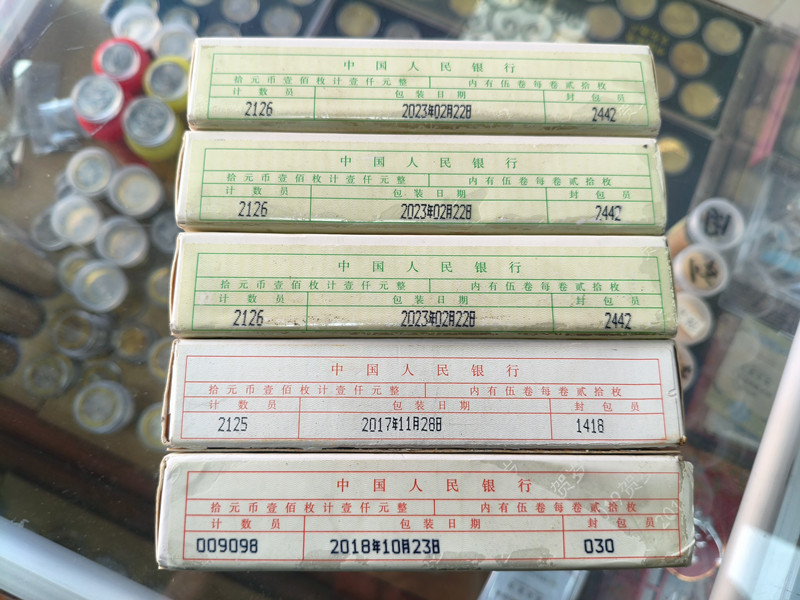 中国人民银行
拾元币壹佰枚计壹仟元整 内有伍卷每卷贰拾枚
计数员 包装日期 封包员
2126 2023年02月22日 2442
中国人民银行
拾元币壹佰枚计壹仟元整 内有伍卷每卷贰拾枚
计数员 包装日期 封包员
2126 2023年02月22日 2442
中国人民银行
拾元币壹佰枚计壹仟元整 内有伍卷每卷贰拾枚
计数员 包装日期 封包员
2126 2023年02月22日 2442
中国人民银行
拾元币壹佰枚计壹仟元整 内有伍卷每卷贰拾枚
计数员 包装日期 封包员
2125 2017年11月28日 1418
中国人民银行
拾元币壹佰枚计壹仟元整 内有伍卷每卷贰拾枚
计数员 包装日期 封包员
009098 2018年10月23日 030